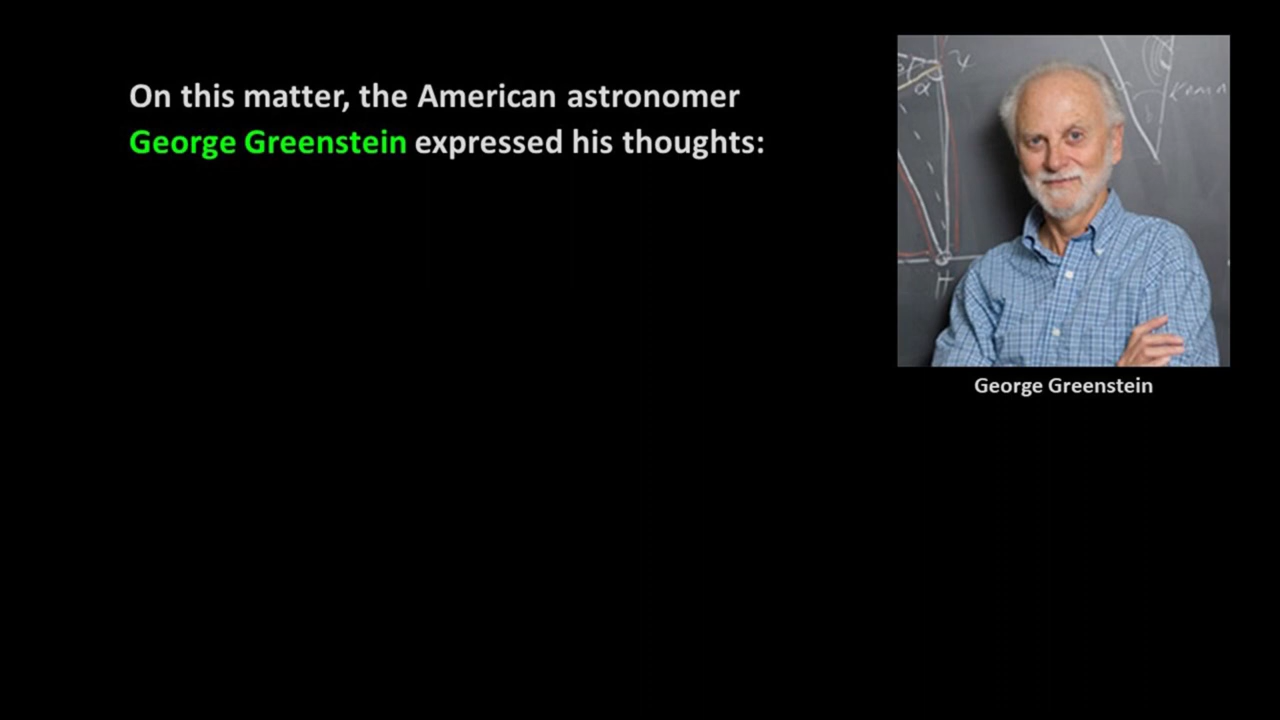 On this matter, the American astronomer
George Greenstein expressed his thoughts:
α
H
George Greenstein